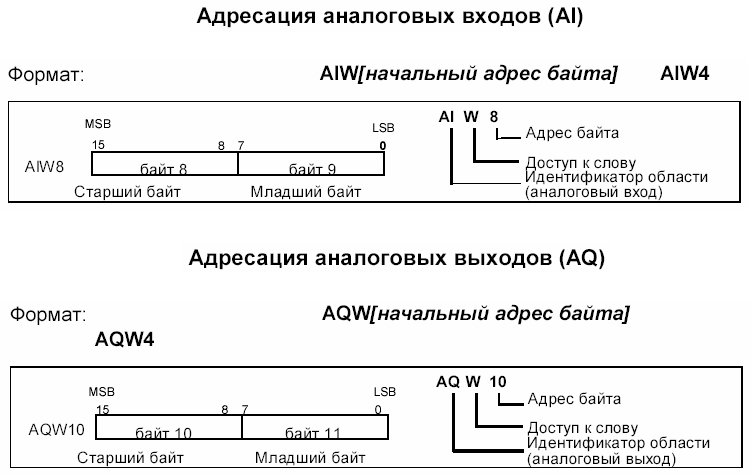 Адресация аналоговых входов (AI)
Формат: AIW[начальный адрес байта] AIW4
AI W 8
MSB LSB
15 8 7 0
Адрес байта
AIW8 байт 8 байт 9
Доступ к слову
Старший байт Младший байт
Идентификатор области
(аналоговый вход)
Адресация аналоговых выходов (AQ)
Формат: AQW[начальный адрес байта]
AQW4
AQ W 10
MSB LSB
15 8 7 0
Адрес байта
AQW10 байт 10 байт 11
Доступ к слову
Старший байт Младший байт
Идентификатор области
(аналоговый выход)